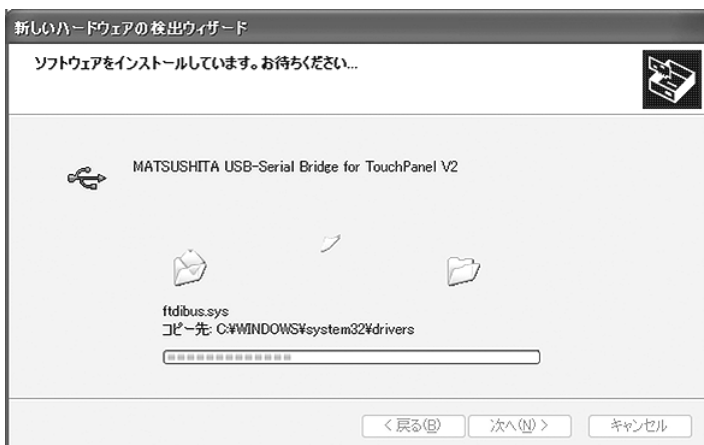 新しいハードウェアの検出ウィザード
ソフトウェアをインストールしています。お待ちください...
MATSUSHITA USB-Serial Bridge for TouchPanel V2
ftdibus.sys
コピー先: C:¥WINDOWS¥system32¥drivers
< 戻る(B) 次へ(N) > キャンセル